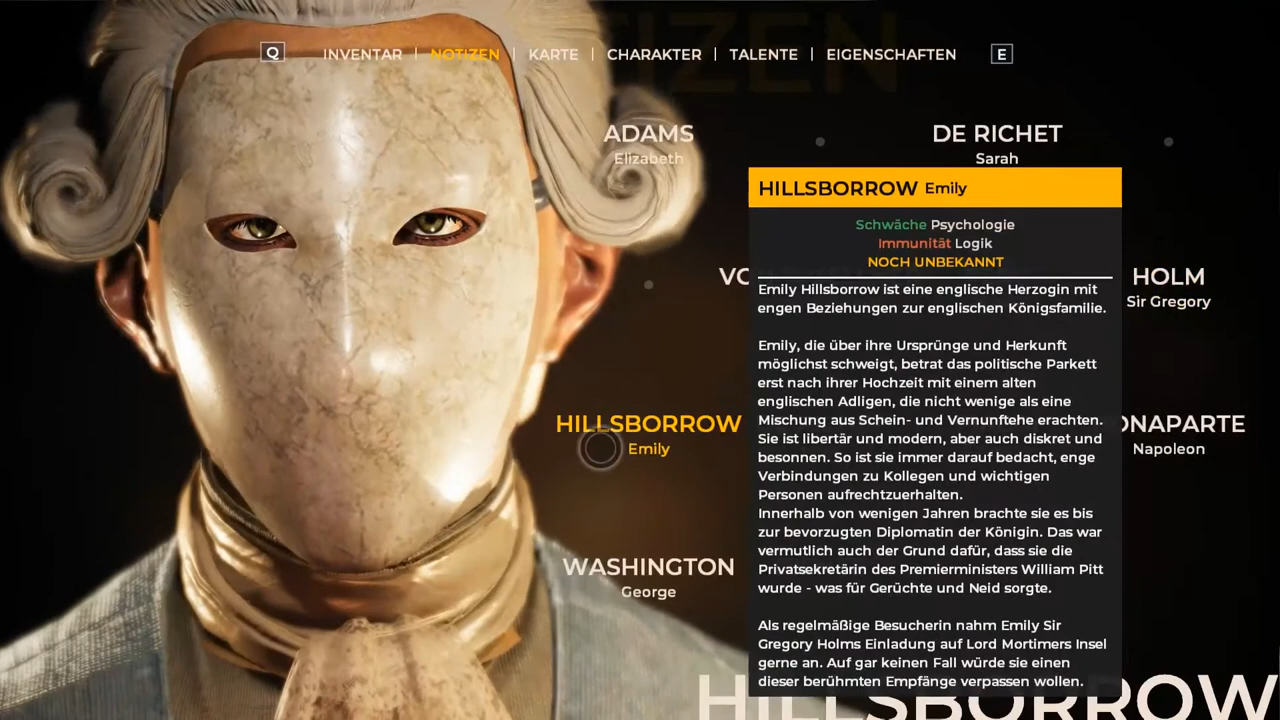 TIZEN
Q INVENTAR | NOTIZEN | KARTE | CHARAKTER | TALENTE | EIGENSCHAFTEN E
ADAMS
Elizabeth
DE RICHET
Sarah
HILLSBORROW Emily
Schwäche Psychologie
Immunität Logik
NOCH UNBEKANNT
Emily Hillsborrow ist eine englische Herzogin mit
engen Beziehungen zur englischen Königsfamilie.
Emily, die über ihre Ursprünge und Herkunft
möglichst schweigt, betrat das politische Parkett
erst nach ihrer Hochzeit mit einem alten
englischen Adligen, die nicht wenige als eine
Mischung aus Schein- und Vernunftehe erachten.
Sie ist libertär und modern, aber auch diskret und
besonnen. So ist sie immer darauf bedacht, enge
Verbindungen zu Kollegen und wichtigen
Personen aufrechtzuerhalten.
Innerhalb von wenigen Jahren brachte sie es bis
zur bevorzugten Diplomatin der Königin. Das war
vermutlich auch der Grund dafür, dass sie die
Privatsekretärin des Premierministers William Pitt
wurde - was für Gerüchte und Neid sorgte.
Als regelmäßige Besucherin nahm Emily Sir
Gregory Holms Einladung auf Lord Mortimers Insel
gerne an. Auf gar keinen Fall würde sie einen
dieser berühmten Empfänge verpassen wollen.
VO
HOLM
Sir Gregory
HILLSBORROW
Emily
ONAPARTE
Napoleon
WASHINGTON
George
HILLSBORROW